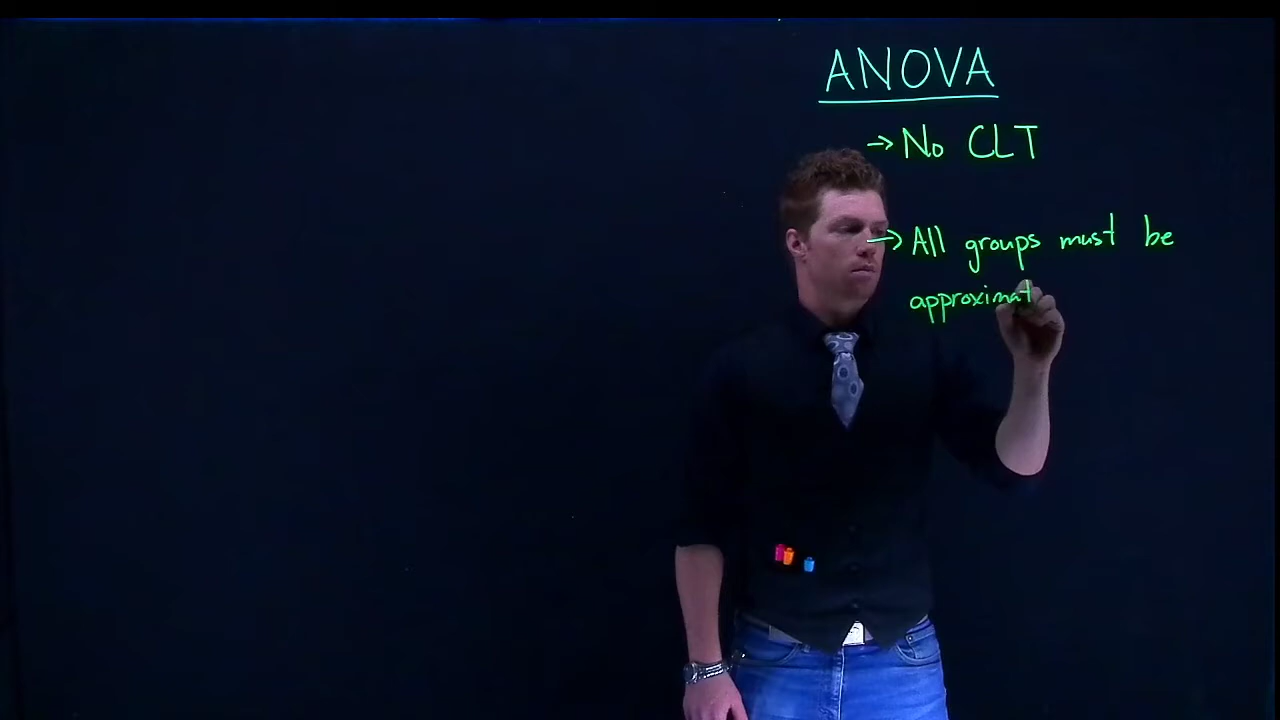 ANOVA
→ No CLT
→ All groups must be
approximat